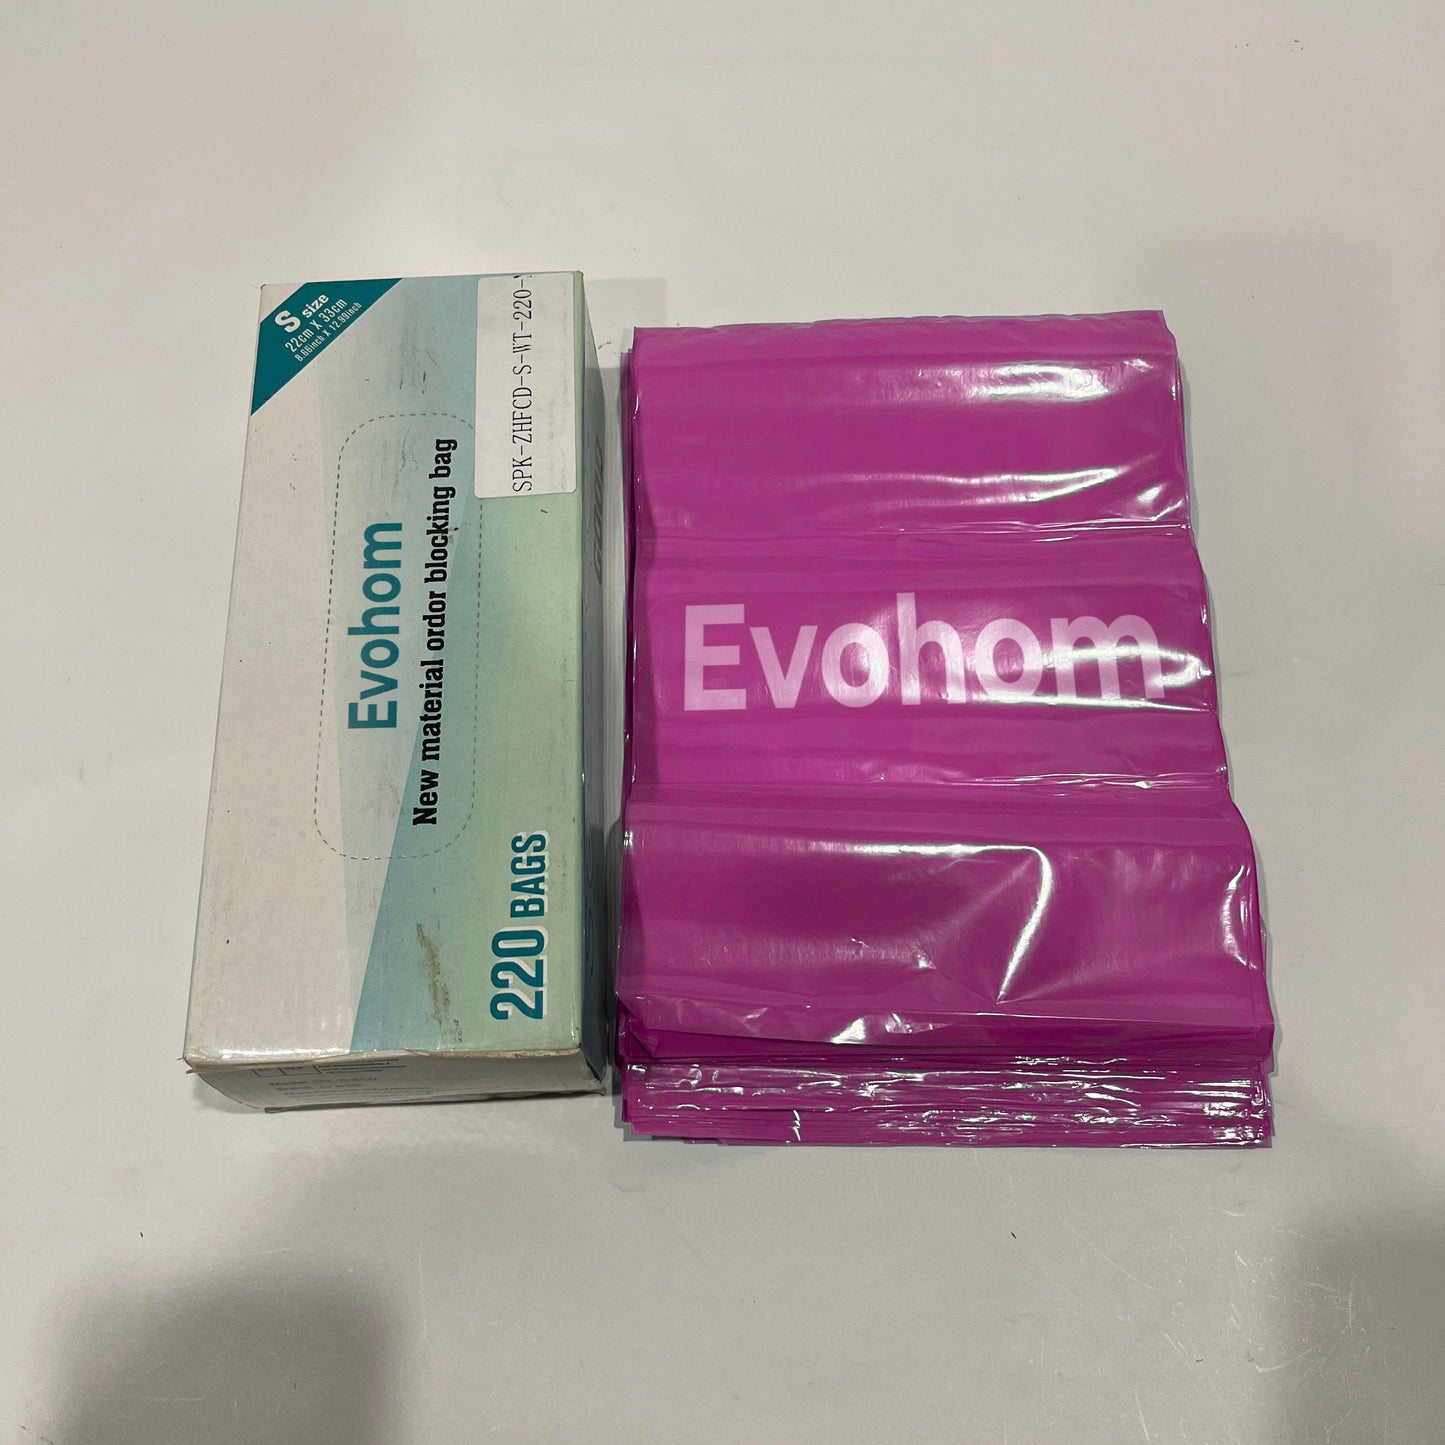 S size
22cm X 33cm
8.66inch X 12.99inch
SPK-ZHFCD-S-WT-220-
Evohom
New material ordor blocking bag
220 BAGS
Evohom